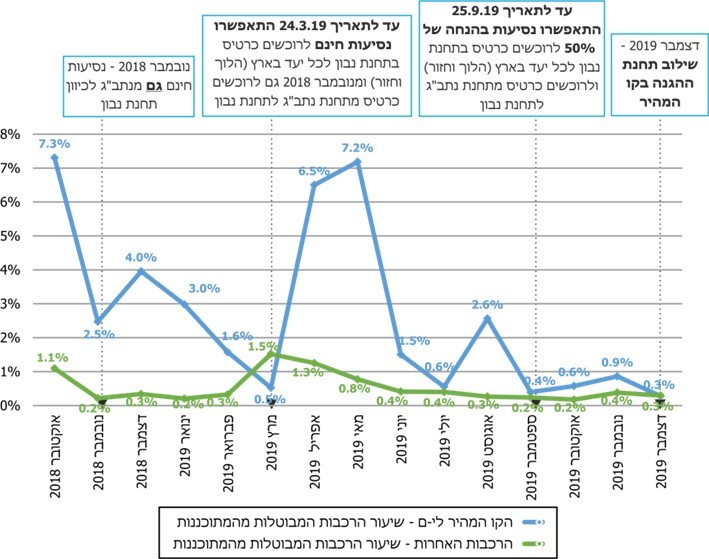 נובמבר 2018 - נסיעות
חינם גם מנתב"ג לכיוון
תחנת נבון
עד לתאריך 24.3.19 התאפשרו
נסיעות חינם לרוכשים כרטיס
בתחנת נבון לכל יעד בארץ (הלוך
וחזור) ומנובמבר 2018 גם לרוכשים
כרטיס מתחנת נתב"ג לתחנת נבון
עד לתאריך 25.9.19
התאפשרו נסיעות בהנחה של
50% לרוכשים כרטיס בתחנת
נבון לכל יעד בארץ (הלוך וחזור)
ולרוכשים כרטיס מתחנת נתב"ג
לתחנת נבון
דצמבר 2019 -
שילוב תחנת
ההגנה בקו
המהיר
8%
7%
6%
5%
4%
3%
2%
1%
0%
7.3%
2.5%
4.0%
3.0%
1.6%
0.5%
6.5%
7.2%
1.5%
0.6%
2.6%
0.4%
0.6%
0.9%
0.3%
1.1%
0.2%
0.3%
0.2%
0.3%
1.5%
1.3%
0.8%
0.4%
0.4%
0.3%
0.2%
0.2%
0.4%
0.3%
אוקטובר 2018
נובמבר 2018
דצמבר 2018
ינואר 2019
פברואר 2019
מרץ 2019
אפריל 2019
מאי 2019
יוני 2019
יולי 2019
אוגוסט 2019
ספטמבר 2019
אוקטובר 2019
נובמבר 2019
דצמבר 2019
הקו המהיר לי-ם - שיעור הרכבות המבוטלות מהמתוכננות
הרכבות האחרות - שיעור הרכבות המבוטלות מהמתוכננות